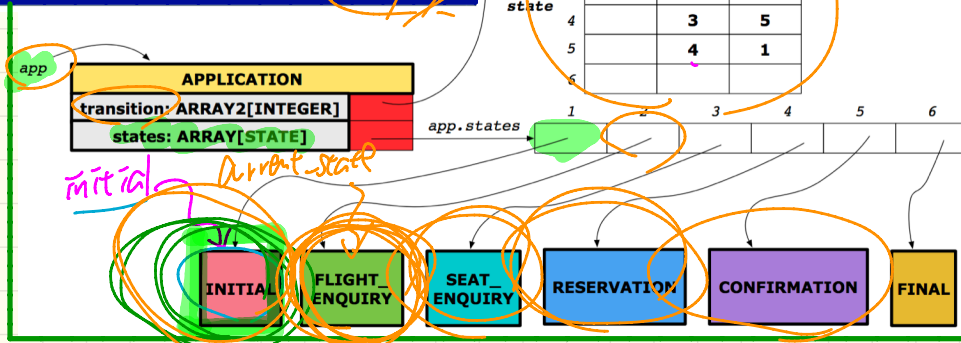 state
4 3 5
5 4 1
6
app
APPLICATION
transition: ARRAY2[INTEGER]
states: ARRAY[STATE]
app.states
1 2 3 4 5 6
initial
current_state
INITIAL
FLIGHT_
ENQUIRY
SEAT_
ENQUIRY
RESERVATION
CONFIRMATION
FINAL